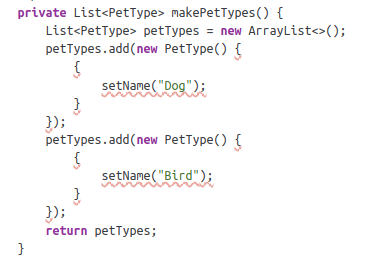 private List<PetType> makePetTypes() {
    List<PetType> petTypes = new ArrayList<>();
    petTypes.add(new PetType() {
        {
            setName("Dog");
        }
    });
    petTypes.add(new PetType() {
        {
            setName("Bird");
        }
    });
    return petTypes;
}